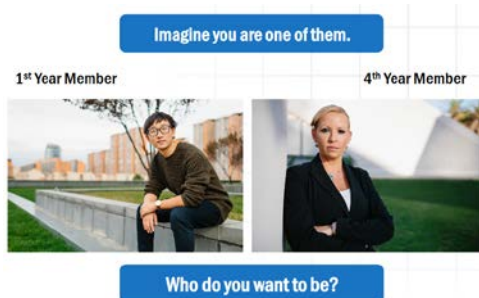 Imagine you are one of them.
1st Year Member
4th Year Member
Who do you want to be?